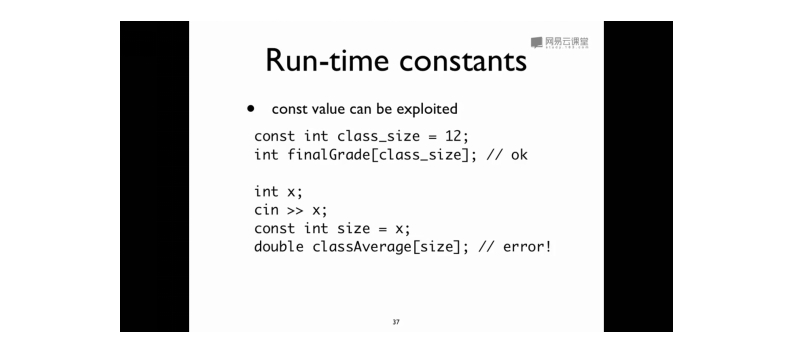 网易云课堂
Run-time constants
• const value can be exploited
const int class_size = 12;
int finalGrade[class_size]; // ok
int x;
cin >> x;
const int size = x;
double classAverage[size]; // error!
37